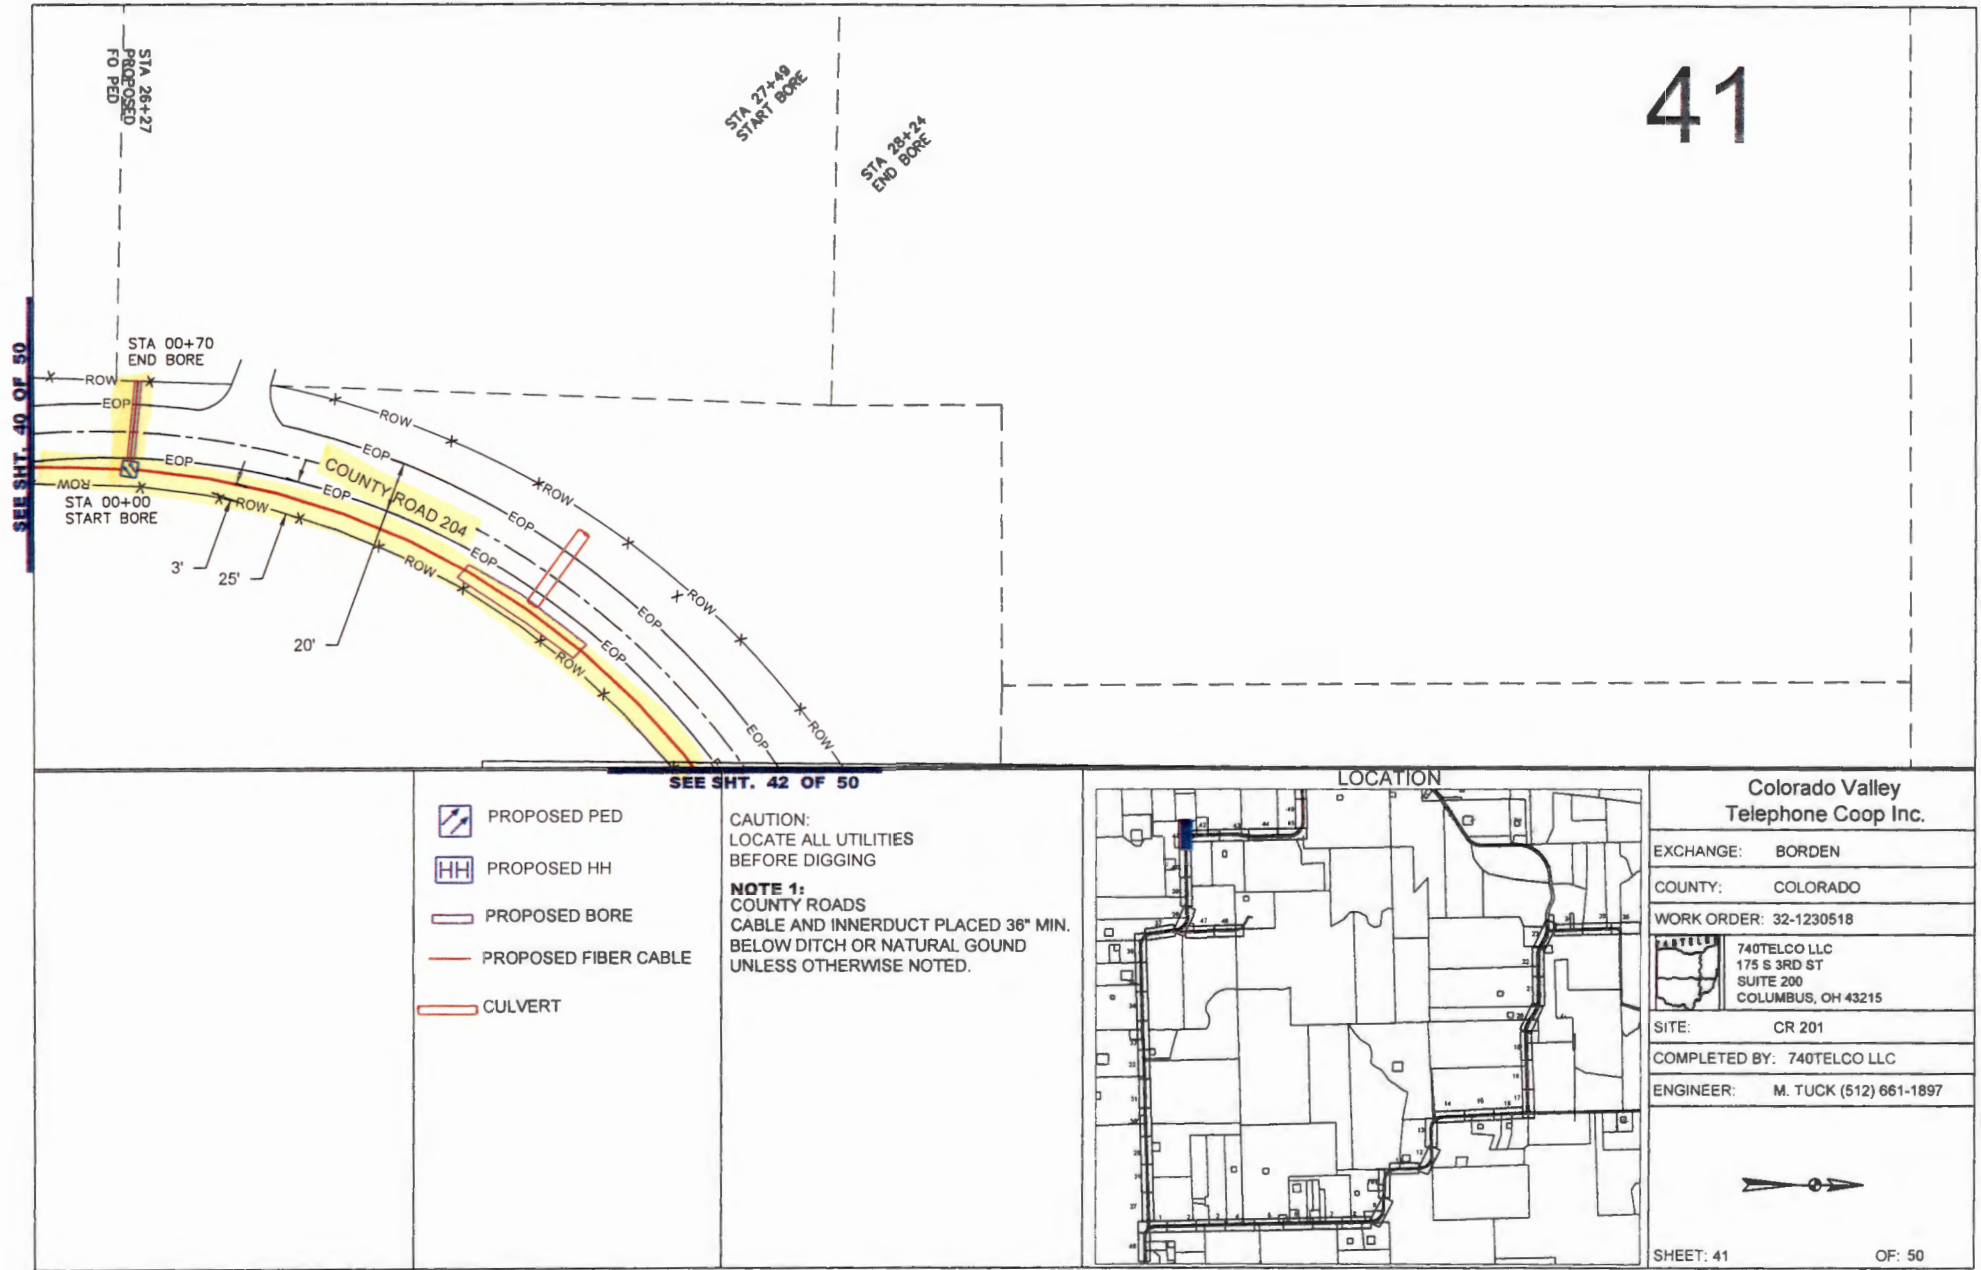 41
STA 26+27
PROPOSED
FO PED
STA 27+49
START BORE
STA 28+24
END BORE
SEE SHT. 40 OF 50
STA 00+70
END BORE
ROW
EOP
ROW
EOP
COUNTY ROAD 204
EOP
ROW
STA 00+00
START BORE
ROW
EOP
3'
25'
20'
ROW
EOP
EOP
ROW
ROW
EOP
EOP
ROW
EOP
ROW
SEE SHT. 42 OF 50
PROPOSED PED
HH PROPOSED HH
PROPOSED BORE
PROPOSED FIBER CABLE
CULVERT
CAUTION:
LOCATE ALL UTILITIES
BEFORE DIGGING
NOTE 1:
COUNTY ROADS
CABLE AND INNERDUCT PLACED 36" MIN.
BELOW DITCH OR NATURAL GOUND
UNLESS OTHERWISE NOTED.
LOCATION
Colorado Valley
Telephone Coop Inc.
EXCHANGE: BORDEN
COUNTY: COLORADO
WORK ORDER: 32-1230518
740TELCO LLC
175 S 3RD ST
SUITE 200
COLUMBUS, OH 43215
SITE: CR 201
COMPLETED BY: 740TELCO LLC
ENGINEER: M. TUCK (512) 661-1897
SHEET: 41 OF: 50